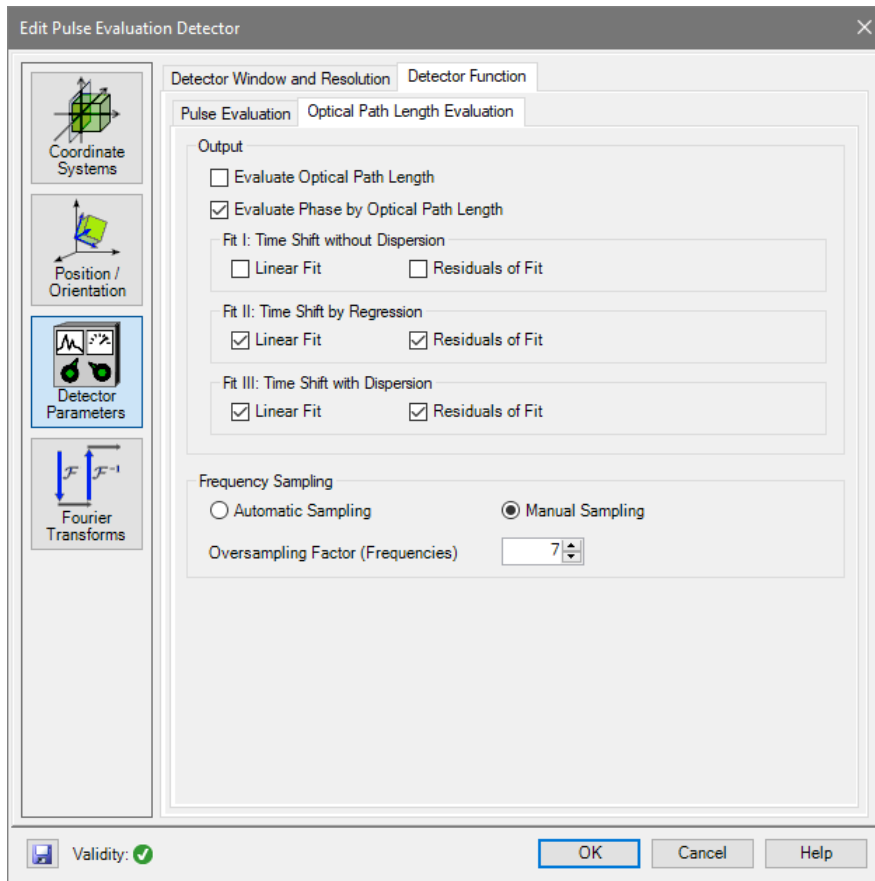 Edit Pulse Evaluation Detector
Coordinate
Systems
Position /
Orientation
Detector
Parameters
F F-1
Fourier
Transforms
Detector Window and Resolution Detector Function
Pulse Evaluation Optical Path Length Evaluation
Output
Evaluate Optical Path Length
Evaluate Phase by Optical Path Length
Fit I: Time Shift without Dispersion
Linear Fit Residuals of Fit
Fit II: Time Shift by Regression
Linear Fit Residuals of Fit
Fit III: Time Shift with Dispersion
Linear Fit Residuals of Fit
Frequency Sampling
Automatic Sampling Manual Sampling
Oversampling Factor (Frequencies) 7
Validity: OK Cancel Help